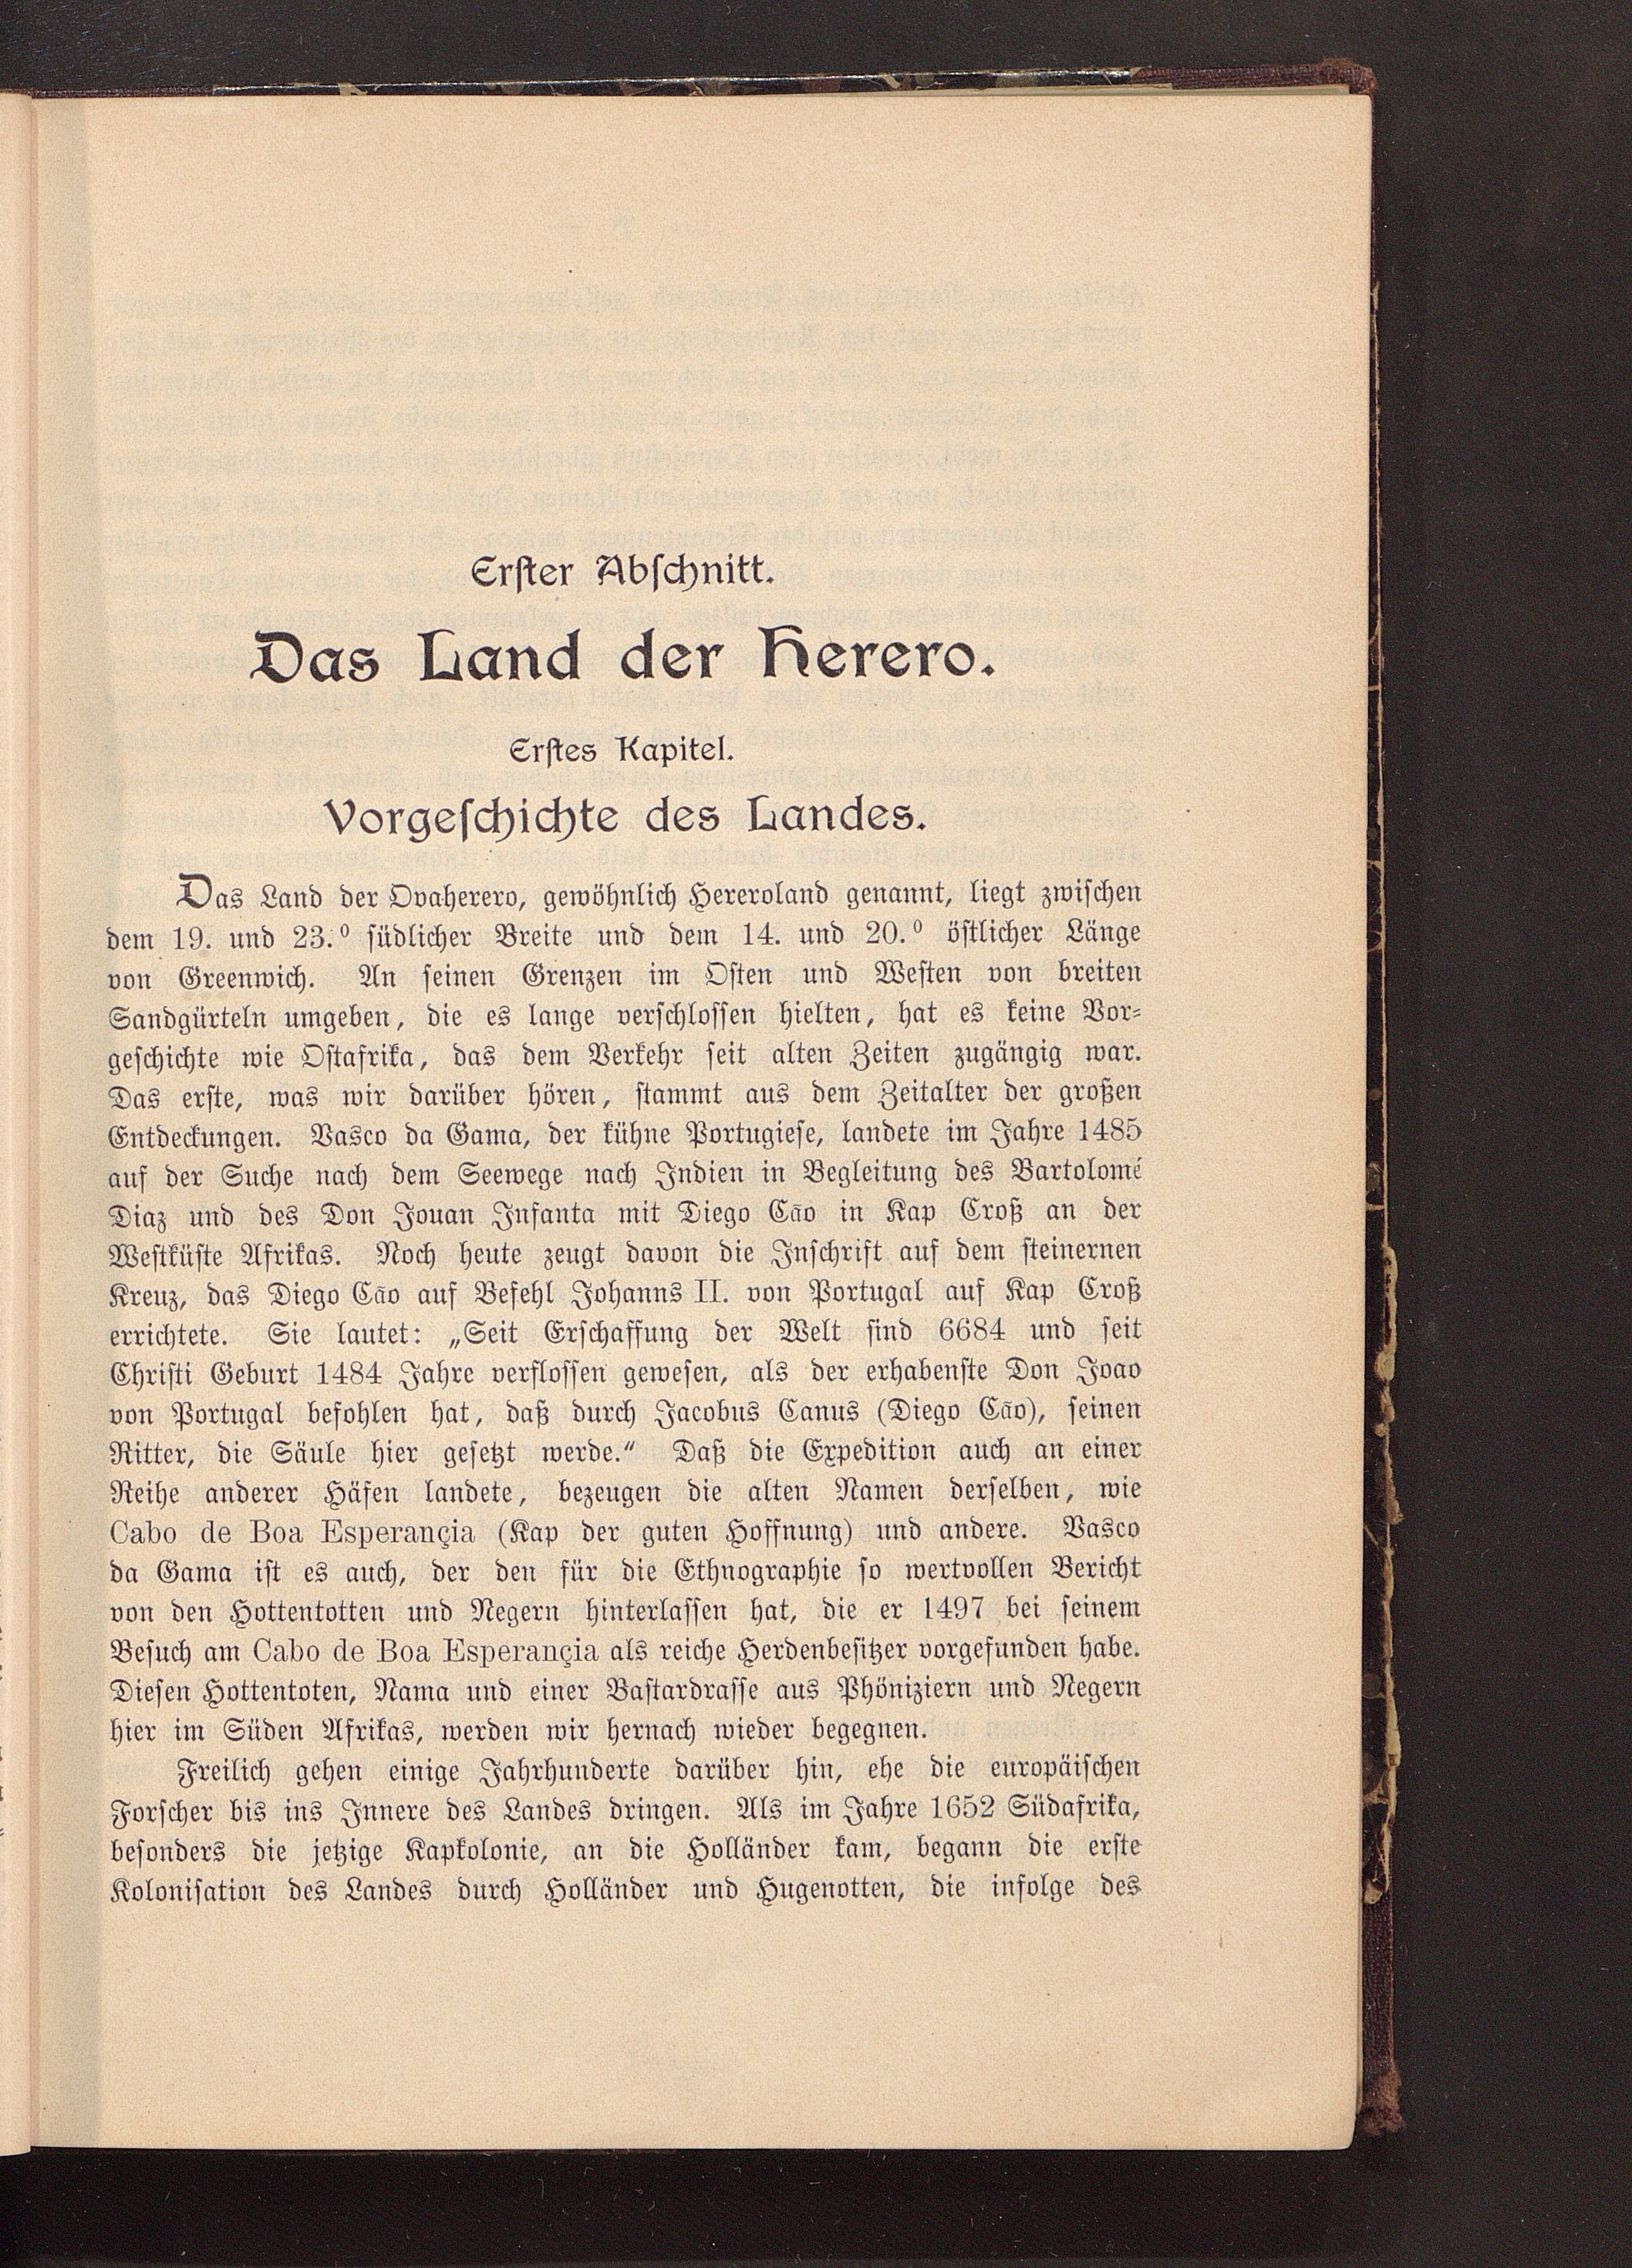 Erster Abschnitt.
Das Land der Herero.
Erstes Kapitel.
Vorgeschichte des Landes.
Das Land der Ovaherero, gewöhnlich Hereroland genannt, liegt zwischen
dem 19. und 23.⁰ südlicher Breite und dem 14. und 20.⁰ östlicher Länge
von Greenwich. An seinen Grenzen im Osten und Westen von breiten
Sandgürteln umgeben, die es lange verschlossen hielten, hat es keine Vor-
geschichte wie Ostafrika, das dem Verkehr seit alten Zeiten zugängig war.
Das erste, was wir darüber hören, stammt aus dem Zeitalter der großen
Entdeckungen. Vasco da Gama, der kühne Portugiese, landete im Jahre 1485
auf der Suche nach dem Seewege nach Indien in Begleitung des Bartolomé
Diaz und des Don Jouan Infanta mit Diego Cão in Kap Croß an der
Westküste Afrikas. Noch heute zeugt davon die Inschrift auf dem steinernen
Kreuz, das Diego Cão auf Befehl Johanns II. von Portugal auf Kap Croß
errichtete. Sie lautet: „Seit Erschaffung der Welt sind 6684 und seit
Christi Geburt 1484 Jahre verflossen gewesen, als der erhabenste Don Joao
von Portugal befohlen hat, daß durch Jacobus Canus (Diego Cão), seinen
Ritter, die Säule hier gesetzt werde.“ Daß die Expedition auch an einer
Reihe anderer Häfen landete, bezeugen die alten Namen derselben, wie
Cabo de Boa Esperançia (Kap der guten Hoffnung) und andere. Vasco
da Gama ist es auch, der den für die Ethnographie so wertvollen Bericht
von den Hottentotten und Negern hinterlassen hat, die er 1497 bei seinem
Besuch am Cabo de Boa Esperançia als reiche Herdenbesitzer vorgefunden habe.
Diesen Hottentoten, Nama und einer Bastardrasse aus Phöniziern und Negern
hier im Süden Afrikas, werden wir hernach wieder begegnen.
Freilich gehen einige Jahrhunderte darüber hin, ehe die europäischen
Forscher bis ins Innere des Landes dringen. Als im Jahre 1652 Südafrika,
besonders die jetzige Kapkolonie, an die Holländer kam, begann die erste
Kolonisation des Landes durch Holländer und Hugenotten, die infolge des